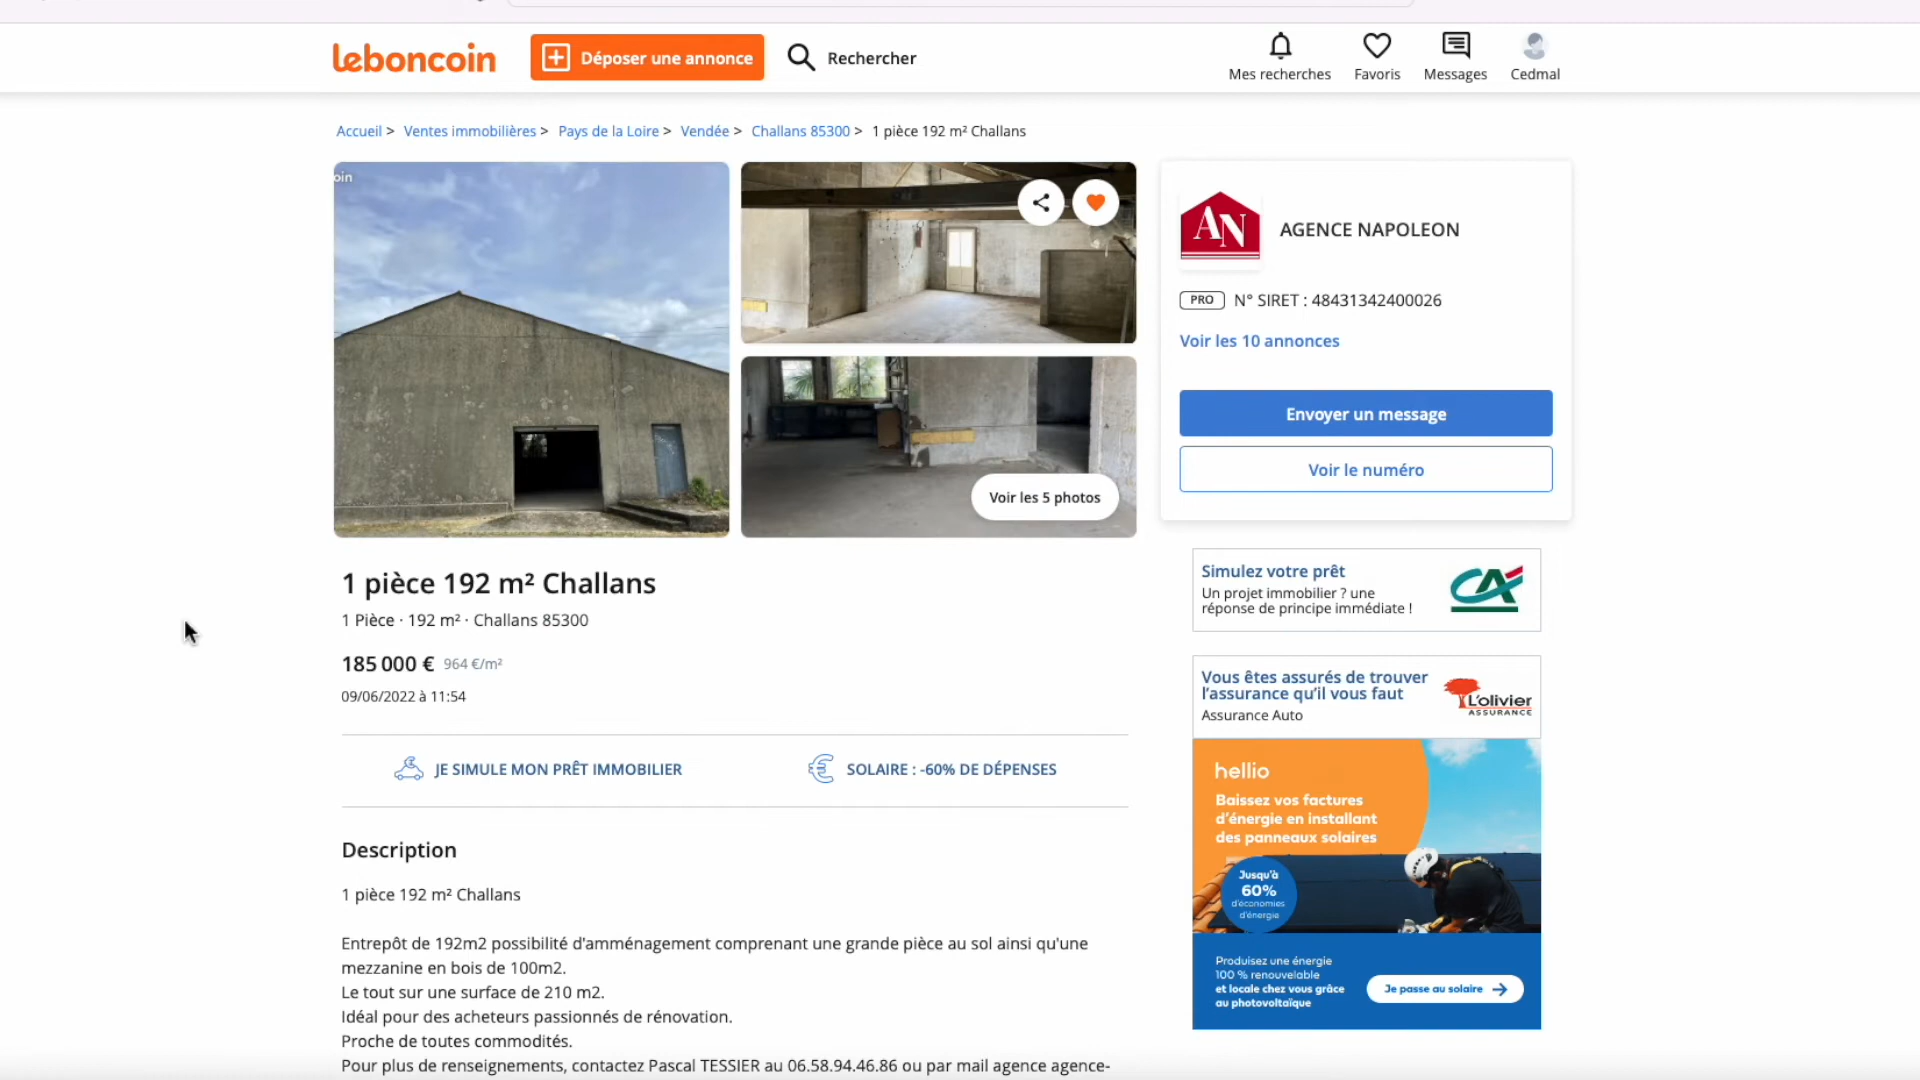 leboncoin
Déposer une annonce
Rechercher
Mes recherches
Favoris
Messages
Cedmal
Accueil > Ventes immobilières > Pays de la Loire > Vendée > Challans 85300 > 1 pièce 192 m² Challans
oin
Voir les 5 photos
AN
AGENCE NAPOLEON
PRO N° SIRET : 48431342400026
Voir les 10 annonces
Envoyer un message
Voir le numéro
1 pièce 192 m² Challans
1 Pièce · 192 m² · Challans 85300
185 000 € 964 €/m²
09/06/2022 à 11:54
JE SIMULE MON PRÊT IMMOBILIER
SOLAIRE : -60% DE DÉPENSES
Description
1 pièce 192 m² Challans
Entrepôt de 192m2 possibilité d'amménagement comprenant une grande pièce au sol ainsi qu'une
mezzanine en bois de 100m2.
Le tout sur une surface de 210 m2.
Idéal pour des acheteurs passionnés de rénovation.
Proche de toutes commodités.
Pour plus de renseignements, contactez Pascal TESSIER au 06.58.94.46.86 ou par mail agence agence-
Simulez votre prêt
Un projet immobilier ? une
réponse de principe immédiate !
CA
Vous êtes assurés de trouver
l'assurance qu'il vous faut
Assurance Auto
L'olivier
ASSURANCE
hellio
Baissez vos factures
d'énergie en installant
des panneaux solaires
Jusqu'à
60%
d'économies
d'énergie
Produisez une énergie
100 % renouvelable
et locale chez vous grâce
au photovoltaïque
Je passe au solaire